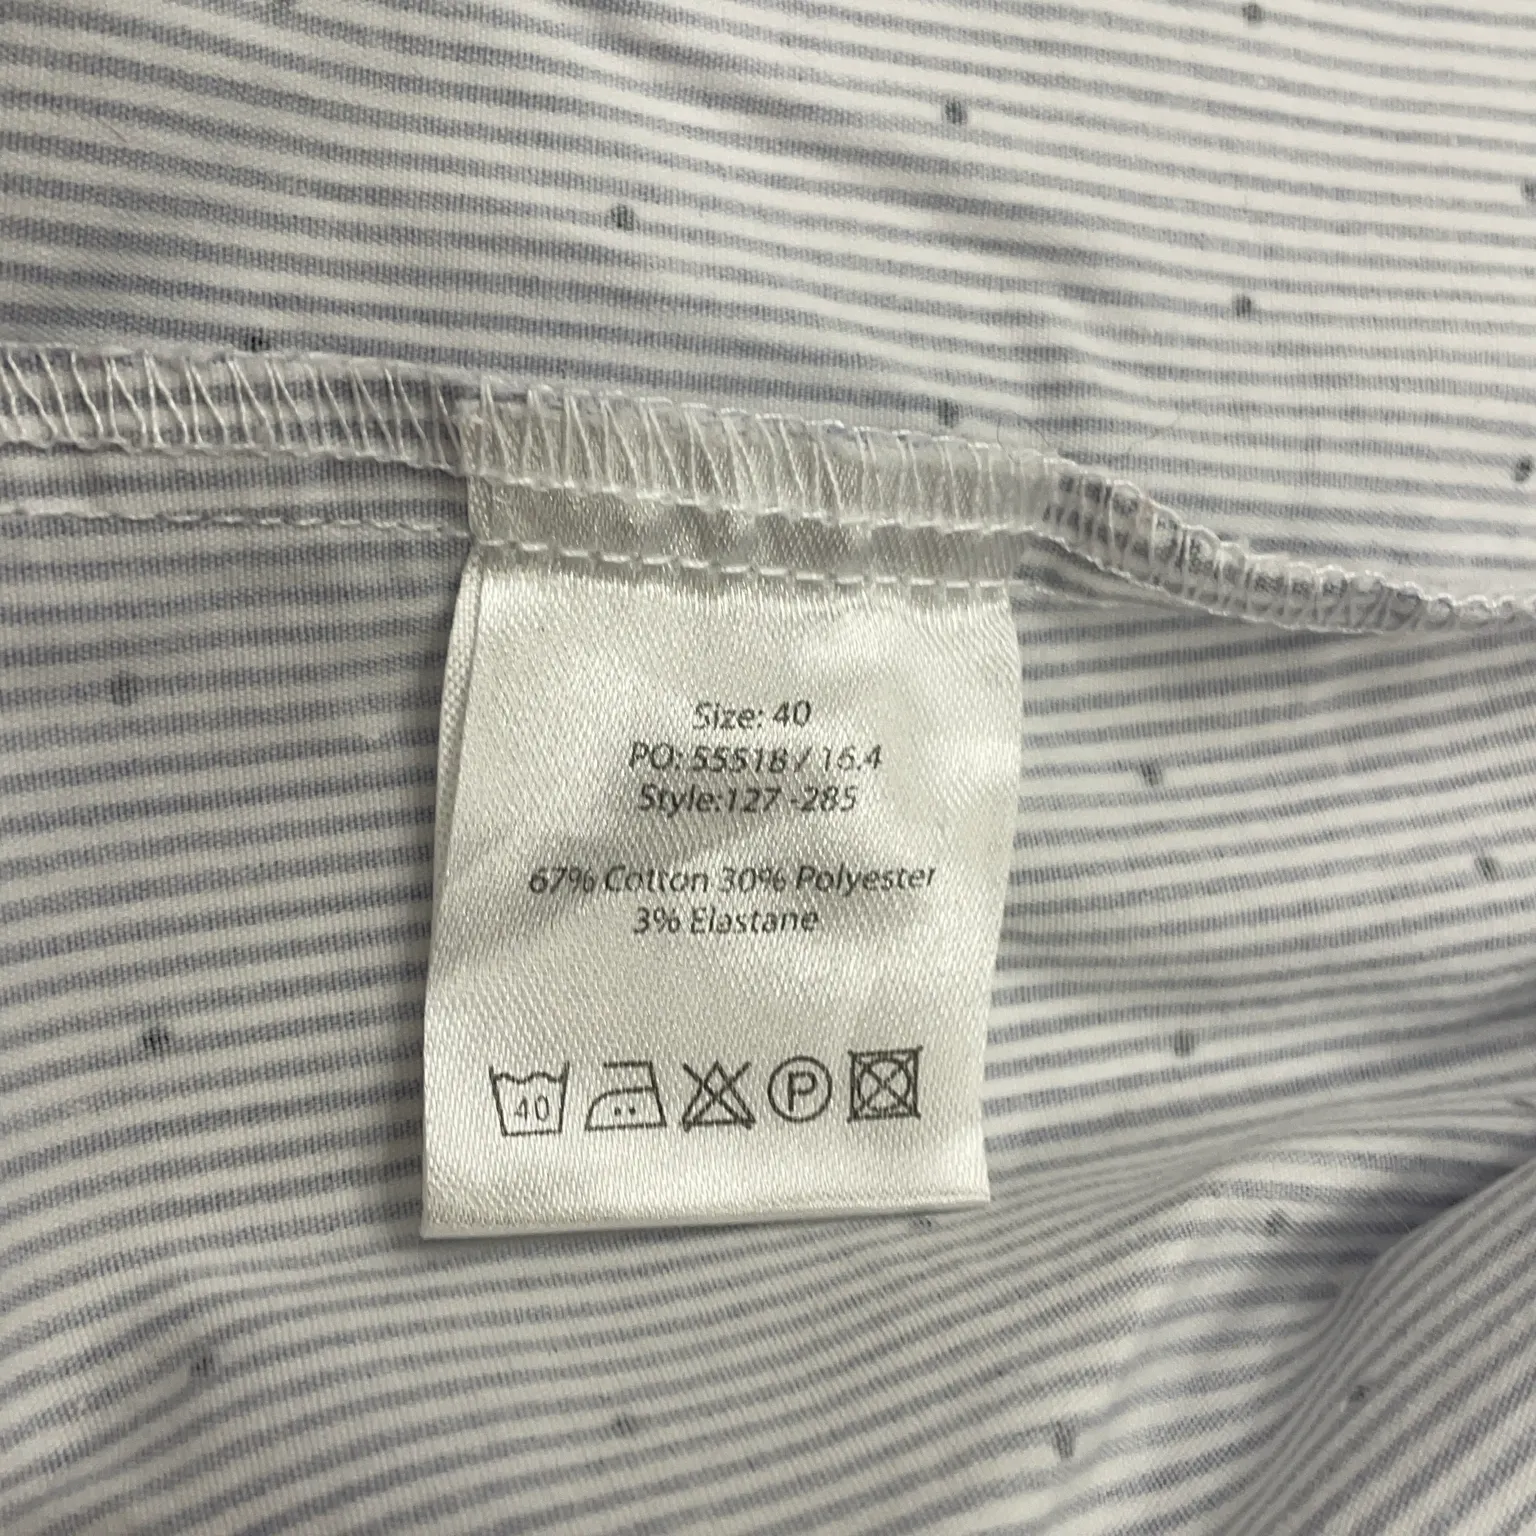 Size: 40
PO: 55518 / 16.4
Style:127 -285
67% Cotton 30% Polyester
3% Elastane
40 P